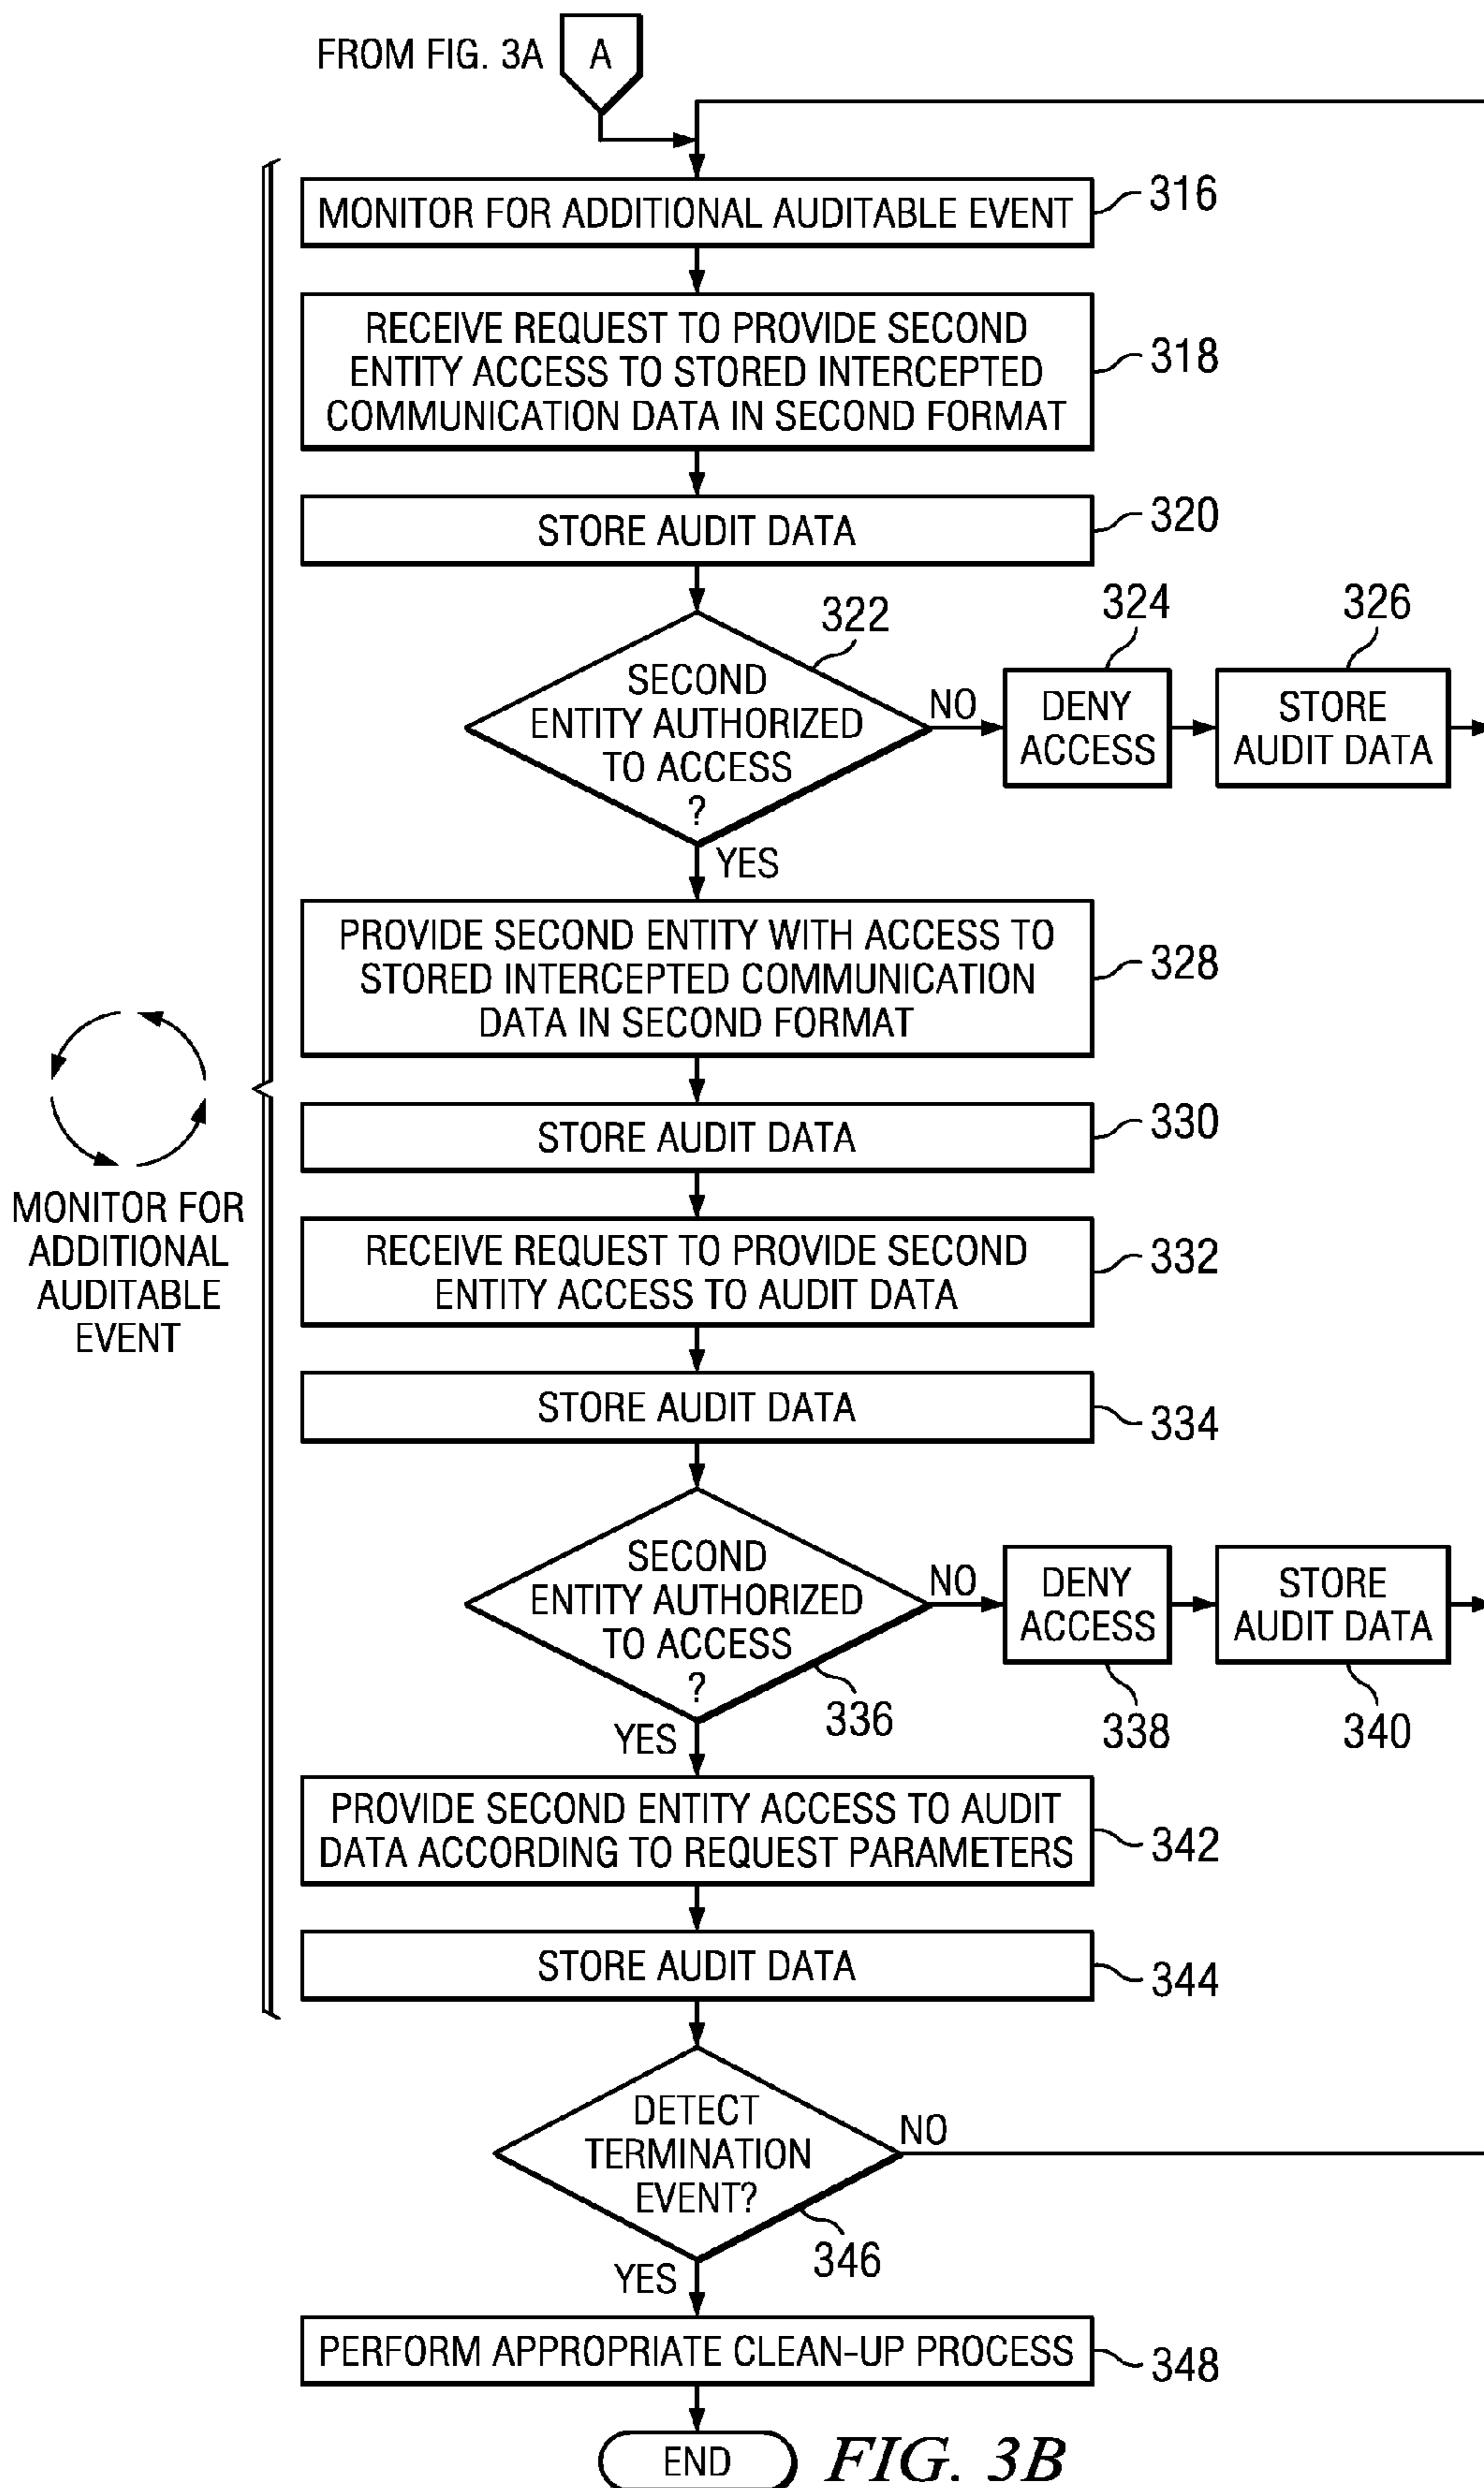 FROM FIG. 3A
A
MONITOR FOR ADDITIONAL AUDITABLE EVENT
316
RECEIVE REQUEST TO PROVIDE SECOND
ENTITY ACCESS TO STORED INTERCEPTED
COMMUNICATION DATA IN SECOND FORMAT
318
STORE AUDIT DATA
320
322
SECOND
ENTITY AUTHORIZED
TO ACCESS
?
NO
324
DENY
ACCESS
326
STORE
AUDIT DATA
YES
PROVIDE SECOND ENTITY WITH ACCESS TO
STORED INTERCEPTED COMMUNICATION
DATA IN SECOND FORMAT
328
STORE AUDIT DATA
330
MONITOR FOR
ADDITIONAL
AUDITABLE
EVENT
RECEIVE REQUEST TO PROVIDE SECOND
ENTITY ACCESS TO AUDIT DATA
332
STORE AUDIT DATA
334
SECOND
ENTITY AUTHORIZED
TO ACCESS
?
336
NO
DENY
ACCESS
338
STORE
AUDIT DATA
340
YES
PROVIDE SECOND ENTITY ACCESS TO AUDIT
DATA ACCORDING TO REQUEST PARAMETERS
342
STORE AUDIT DATA
344
DETECT
TERMINATION
EVENT?
NO
346
YES
PERFORM APPROPRIATE CLEAN-UP PROCESS
348
END
FIG. 3B